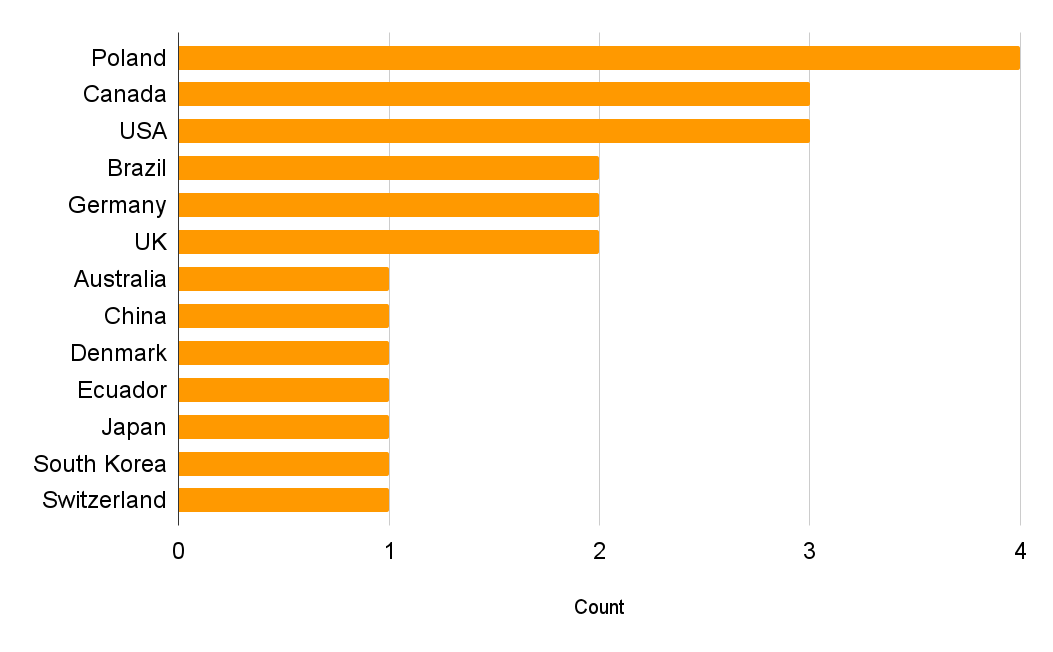 Poland
Canada
USA
Brazil
Germany
UK
Australia
China
Denmark
Ecuador
Japan
South Korea
Switzerland
0 1 2 3 4
Count